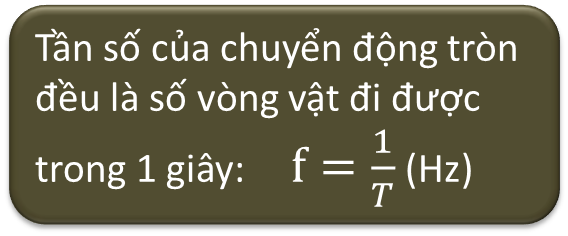 Tần số của chuyển động tròn
đều là số vòng vật đi được
trong 1 giây: f = 1/T (Hz)